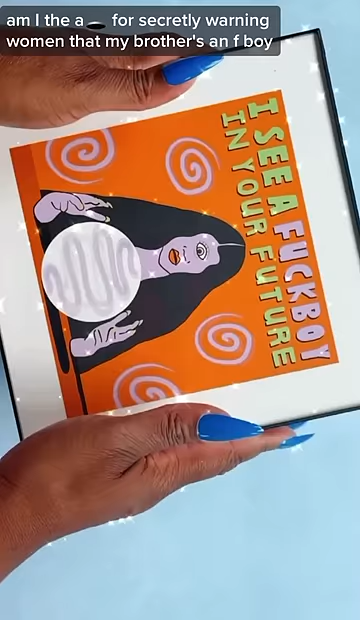 am I the a for secretly warning
women that my brother's an f boy
I SEE A FUCKBOY
IN YOUR FUTURE